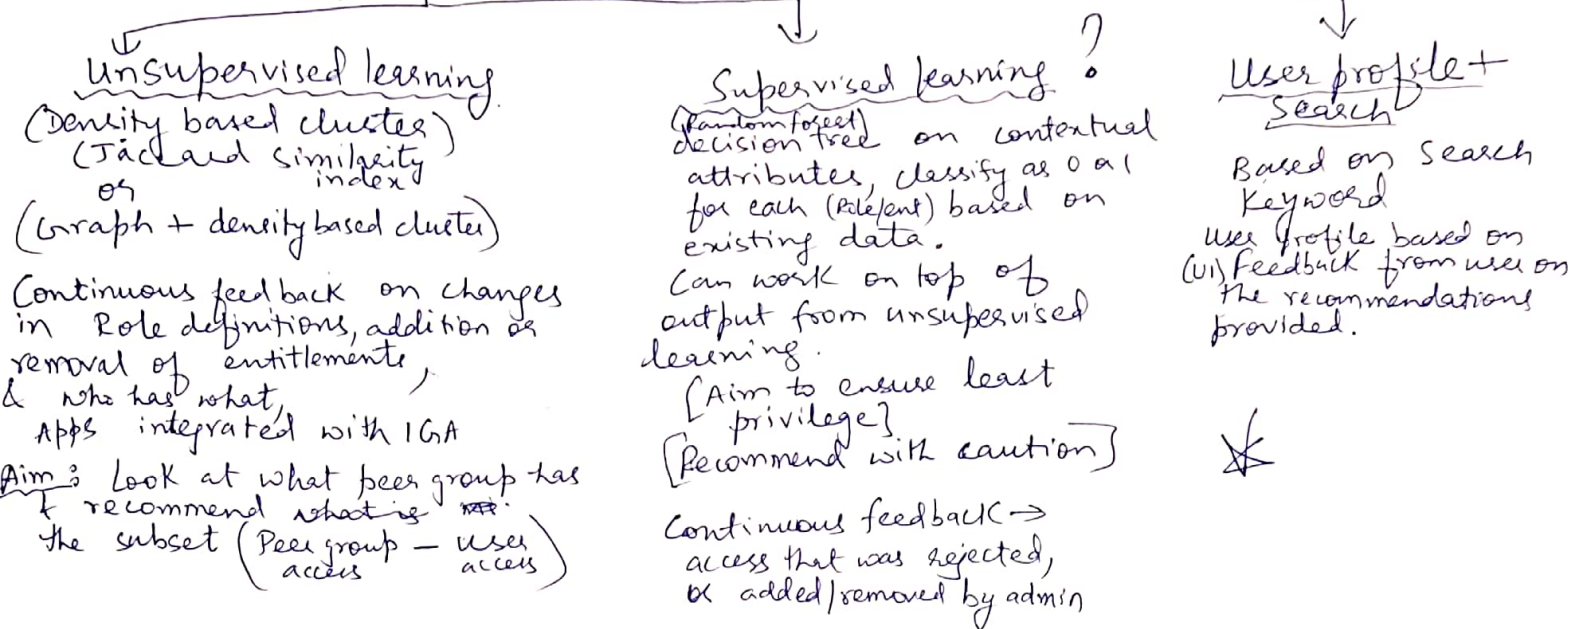 Unsupervised learning
(Density based cluster)
(Jaccard similarity
index)
or
(Graph + density based cluster)
Continuous feedback on changes
in Role definitions, addition or
removal of entitlements,
& who has what,
Apps integrated with IGA
Aim: Look at what peer group has
& recommend what is
the subset (Peer group – user
access access)
Supervised learning ?
(Random forest)
decision tree on contextual
attributes, classify as 0 or 1
for each (Role/ent) based on
existing data.
Can work on top of
output from unsupervised
learning.
[Aim to ensure least
privilege]
[Recommend with caution]
Continuous feedback →
access that was rejected,
or added/removed by admin
User profile +
Search
Based on Search
Keyword
User profile based on
(UI) Feedback from user on
the recommendations
provided.